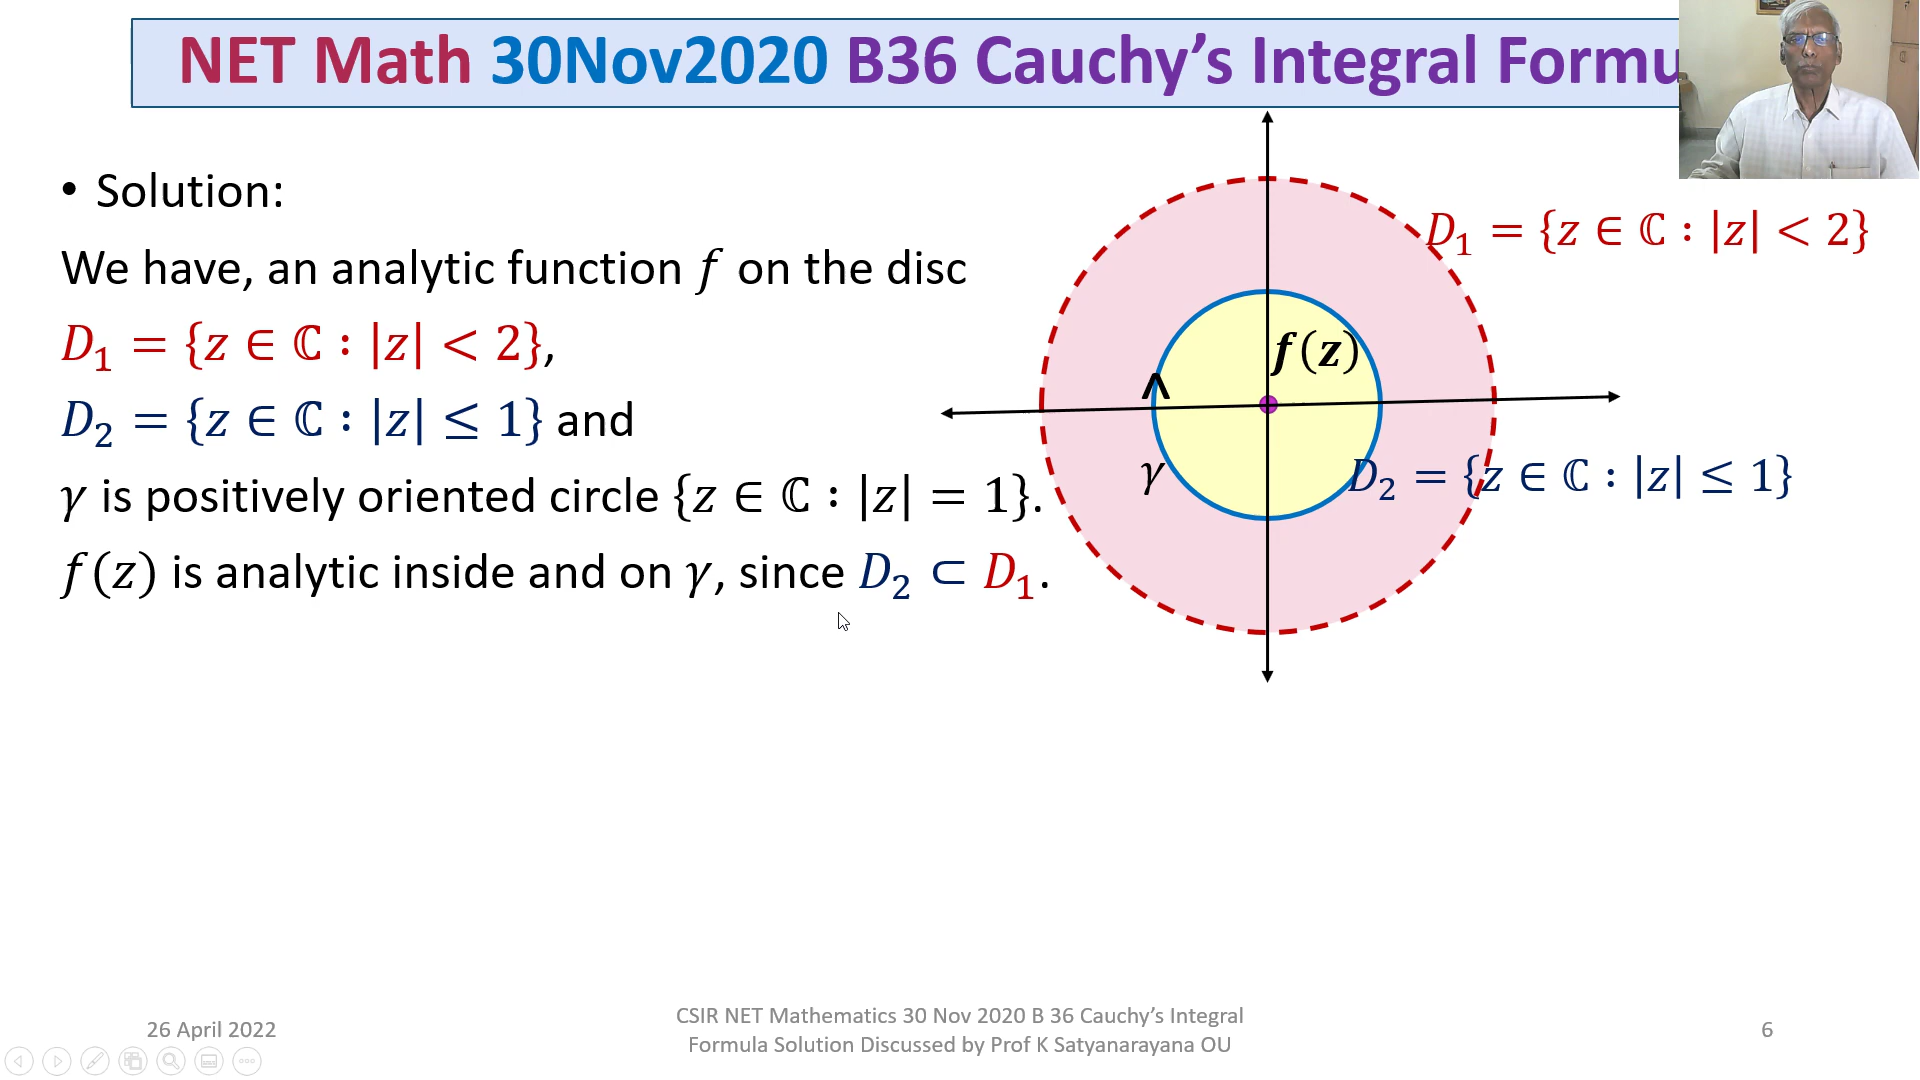 NET Math 30Nov2020 B36 Cauchy’s Integral Formu
• Solution:
We have, an analytic function f on the disc
D₁ = {z ∈ ℂ : |z| < 2},
D₂ = {z ∈ ℂ : |z| ≤ 1} and
γ is positively oriented circle {z ∈ ℂ : |z| = 1}.
f(z) is analytic inside and on γ, since D₂ ⊂ D₁.
D₁ = {z ∈ ℂ : |z| < 2}
f(z)
γ
D₂ = {z ∈ ℂ : |z| ≤ 1}
26 April 2022
CSIR NET Mathematics 30 Nov 2020 B 36 Cauchy’s Integral
Formula Solution Discussed by Prof K Satyanarayana OU
6